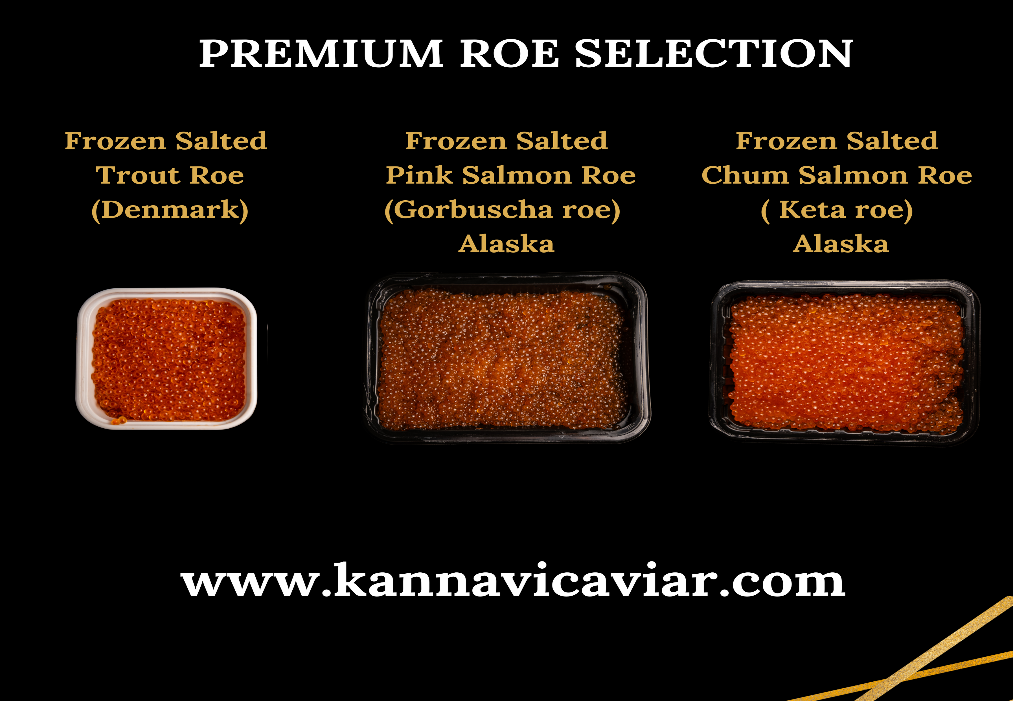 PREMIUM ROE SELECTION
Frozen Salted
Trout Roe
(Denmark)
Frozen Salted
Pink Salmon Roe
(Gorbuscha roe)
Alaska
Frozen Salted
Chum Salmon Roe
( Keta roe)
Alaska
www.kannavicaviar.com